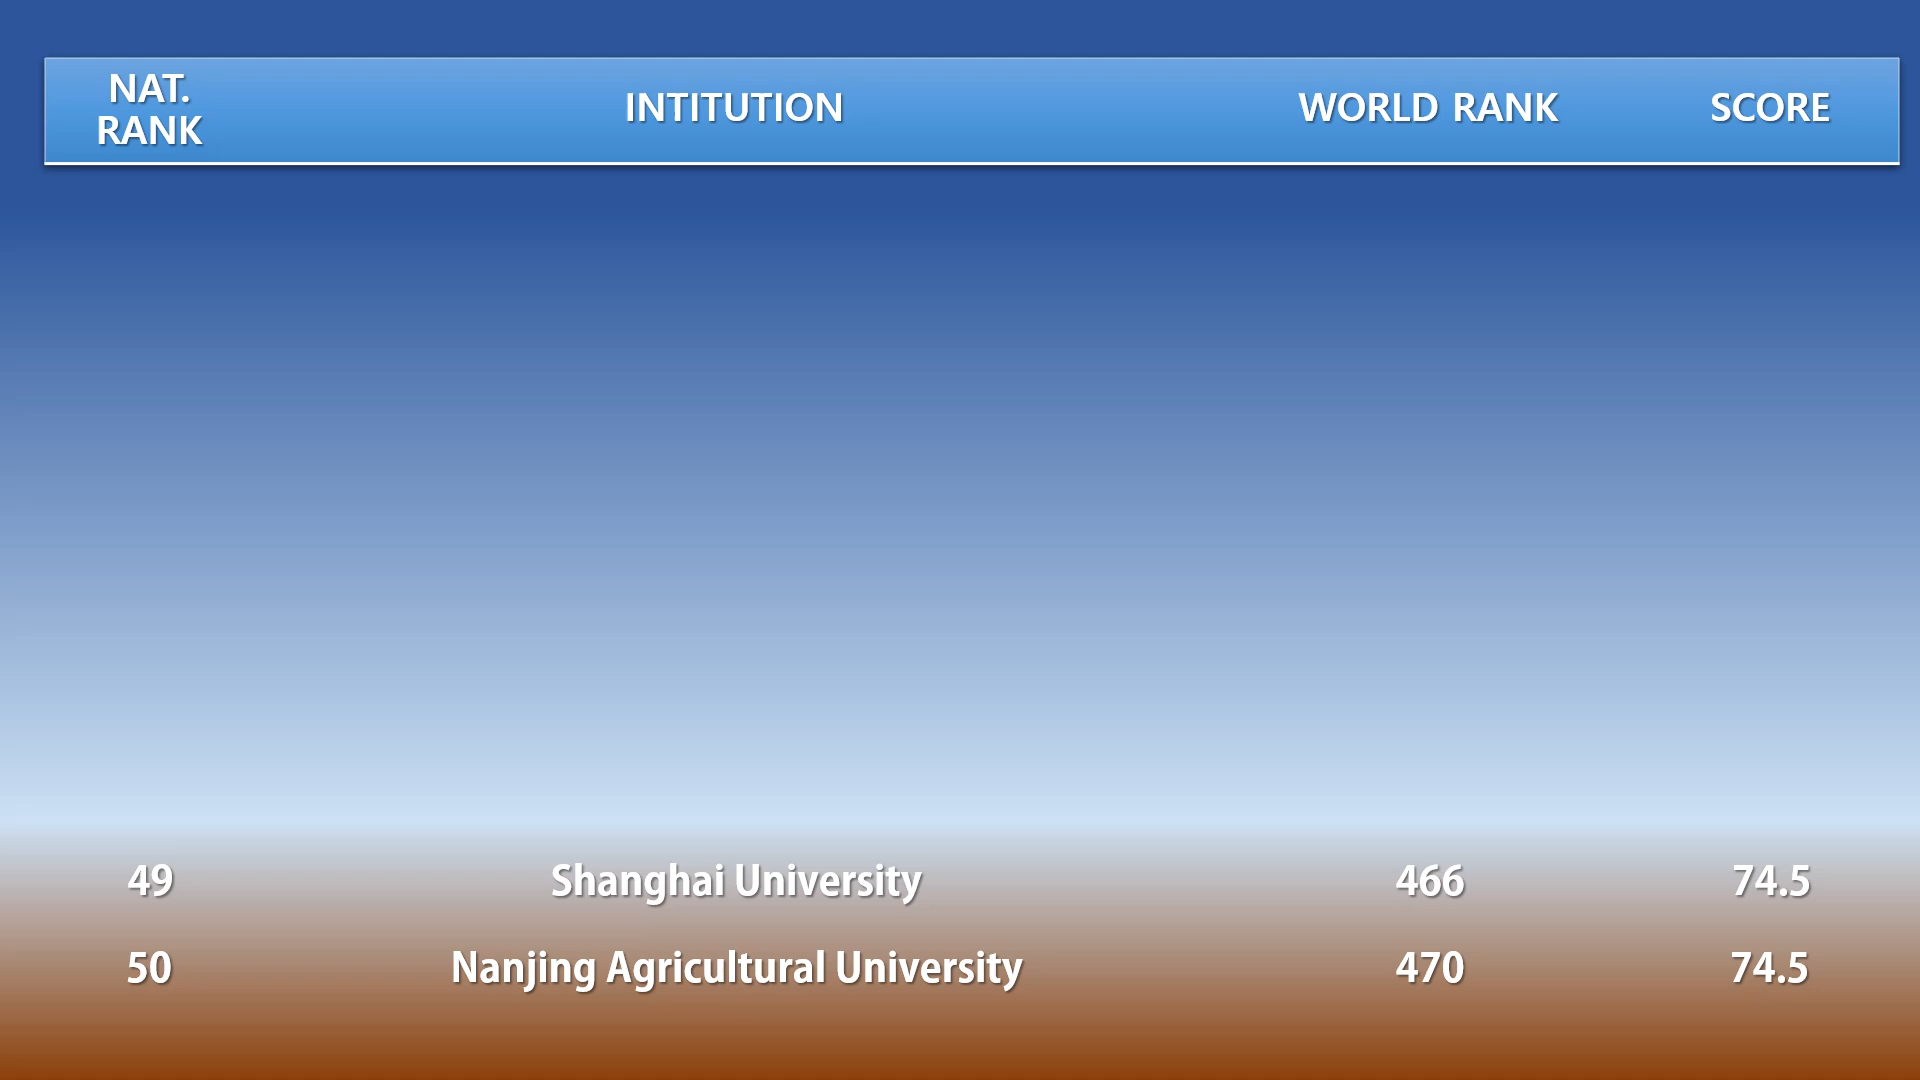 NAT.
RANK
INTITUTION
WORLD RANK
SCORE
49 Shanghai University 466 74.5
50 Nanjing Agricultural University 470 74.5